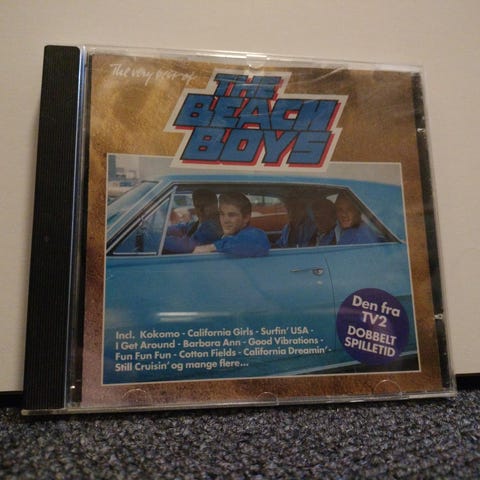 The very best of
THE
BEACH
BOYS
Incl. Kokomo - California Girls - Surfin' USA -
I Get Around - Barbara Ann - Good Vibrations -
Fun Fun Fun - Cotton Fields - California Dreamin' -
Still Cruisin' og mange flere...
Den fra
TV2
DOBBELT
SPILLETID